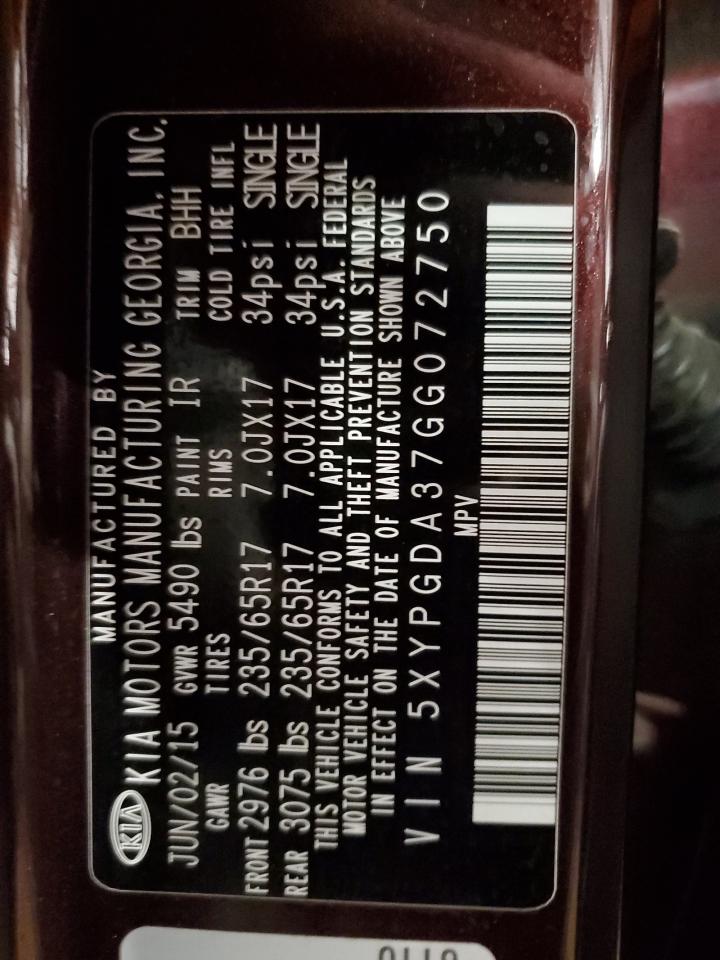 MANUFACTURED BY
KIA KIA MOTORS MANUFACTURING GEORGIA, INC.
JUN/02/15 GVWR 5490 lbs PAINT IR TRIM BHH
GAWR TIRES RIMS COLD TIRE INFL
FRONT 2976 lbs 235/65R17 7.0JX17 34psi SINGLE
REAR 3075 lbs 235/65R17 7.0JX17 34psi SINGLE
THIS VEHICLE CONFORMS TO ALL APPLICABLE U.S.A. FEDERAL
MOTOR VEHICLE SAFETY AND THEFT PREVENTION STANDARDS
IN EFFECT ON THE DATE OF MANUFACTURE SHOWN ABOVE
VIN 5XYPGDA37GG072750
MPV